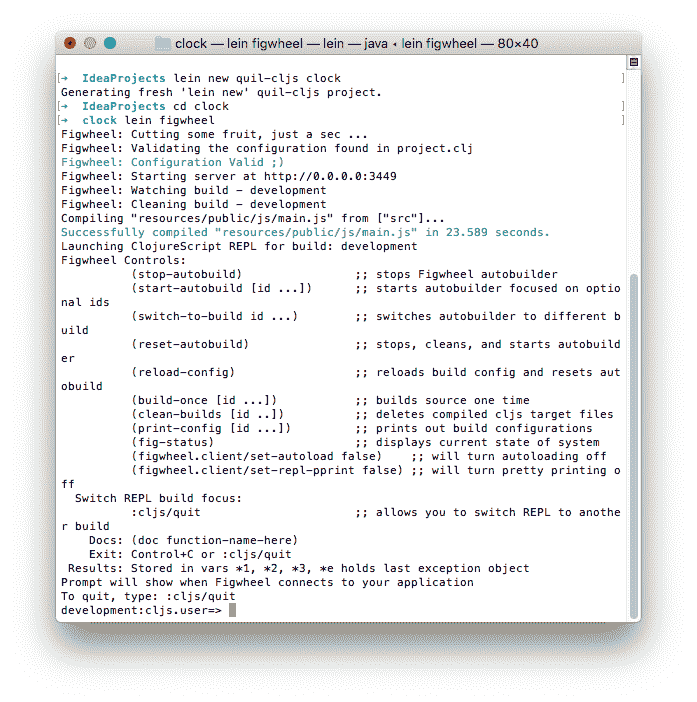 clock — lein figwheel — lein — java ◂ lein figwheel — 80×40
[➜  IdeaProjects lein new quil-cljs clock ]
Generating fresh 'lein new' quil-cljs project.
[➜  IdeaProjects cd clock ]
[➜  clock lein figwheel ]
Figwheel: Cutting some fruit, just a sec ...
Figwheel: Validating the configuration found in project.clj
Figwheel: Configuration Valid ;)
Figwheel: Starting server at http://0.0.0.0:3449
Figwheel: Watching build - development
Figwheel: Cleaning build - development
Compiling "resources/public/js/main.js" from ["src"]...
Successfully compiled "resources/public/js/main.js" in 23.589 seconds.
Launching ClojureScript REPL for build: development
Figwheel Controls:
          (stop-autobuild)                ;; stops Figwheel autobuilder
          (start-autobuild [id ...])      ;; starts autobuilder focused on optio
nal ids
          (switch-to-build id ...)        ;; switches autobuilder to different b
uild
          (reset-autobuild)               ;; stops, cleans, and starts autobuild
er
          (reload-config)                 ;; reloads build config and resets aut
obuild
          (build-once [id ...])           ;; builds source one time
          (clean-builds [id ..])          ;; deletes compiled cljs target files
          (print-config [id ...])         ;; prints out build configurations
          (fig-status)                    ;; displays current state of system
          (figwheel.client/set-autoload false)    ;; will turn autoloading off
          (figwheel.client/set-repl-pprint false) ;; will turn pretty printing o
ff
  Switch REPL build focus:
          :cljs/quit                      ;; allows you to switch REPL to anothe
r build
    Docs: (doc function-name-here)
    Exit: Control+C or :cljs/quit
 Results: Stored in vars *1, *2, *3, *e holds last exception object
Prompt will show when Figwheel connects to your application
To quit, type: :cljs/quit
development:cljs.user=>